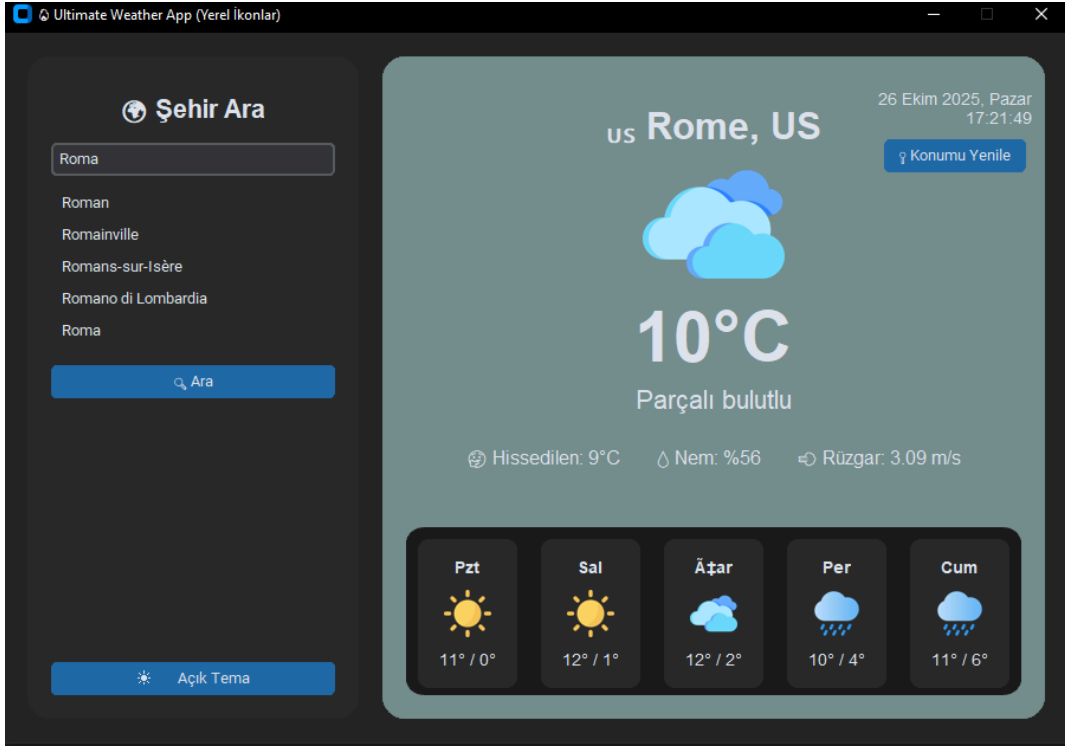 Ultimate Weather App (Yerel İkonlar)
Şehir Ara
Roma
Roman
Romainville
Romans-sur-Isère
Romano di Lombardia
Roma
Ara
Açık Tema
26 Ekim 2025, Pazar
17:21:49
US Rome, US
Konumu Yenile
10°C
Parçalı bulutlu
Hissedilen: 9°C Nem: %56 Rüzgar: 3.09 m/s
Pzt Sal Ã‡ar Per Cum
11° / 0° 12° / 1° 12° / 2° 10° / 4° 11° / 6°